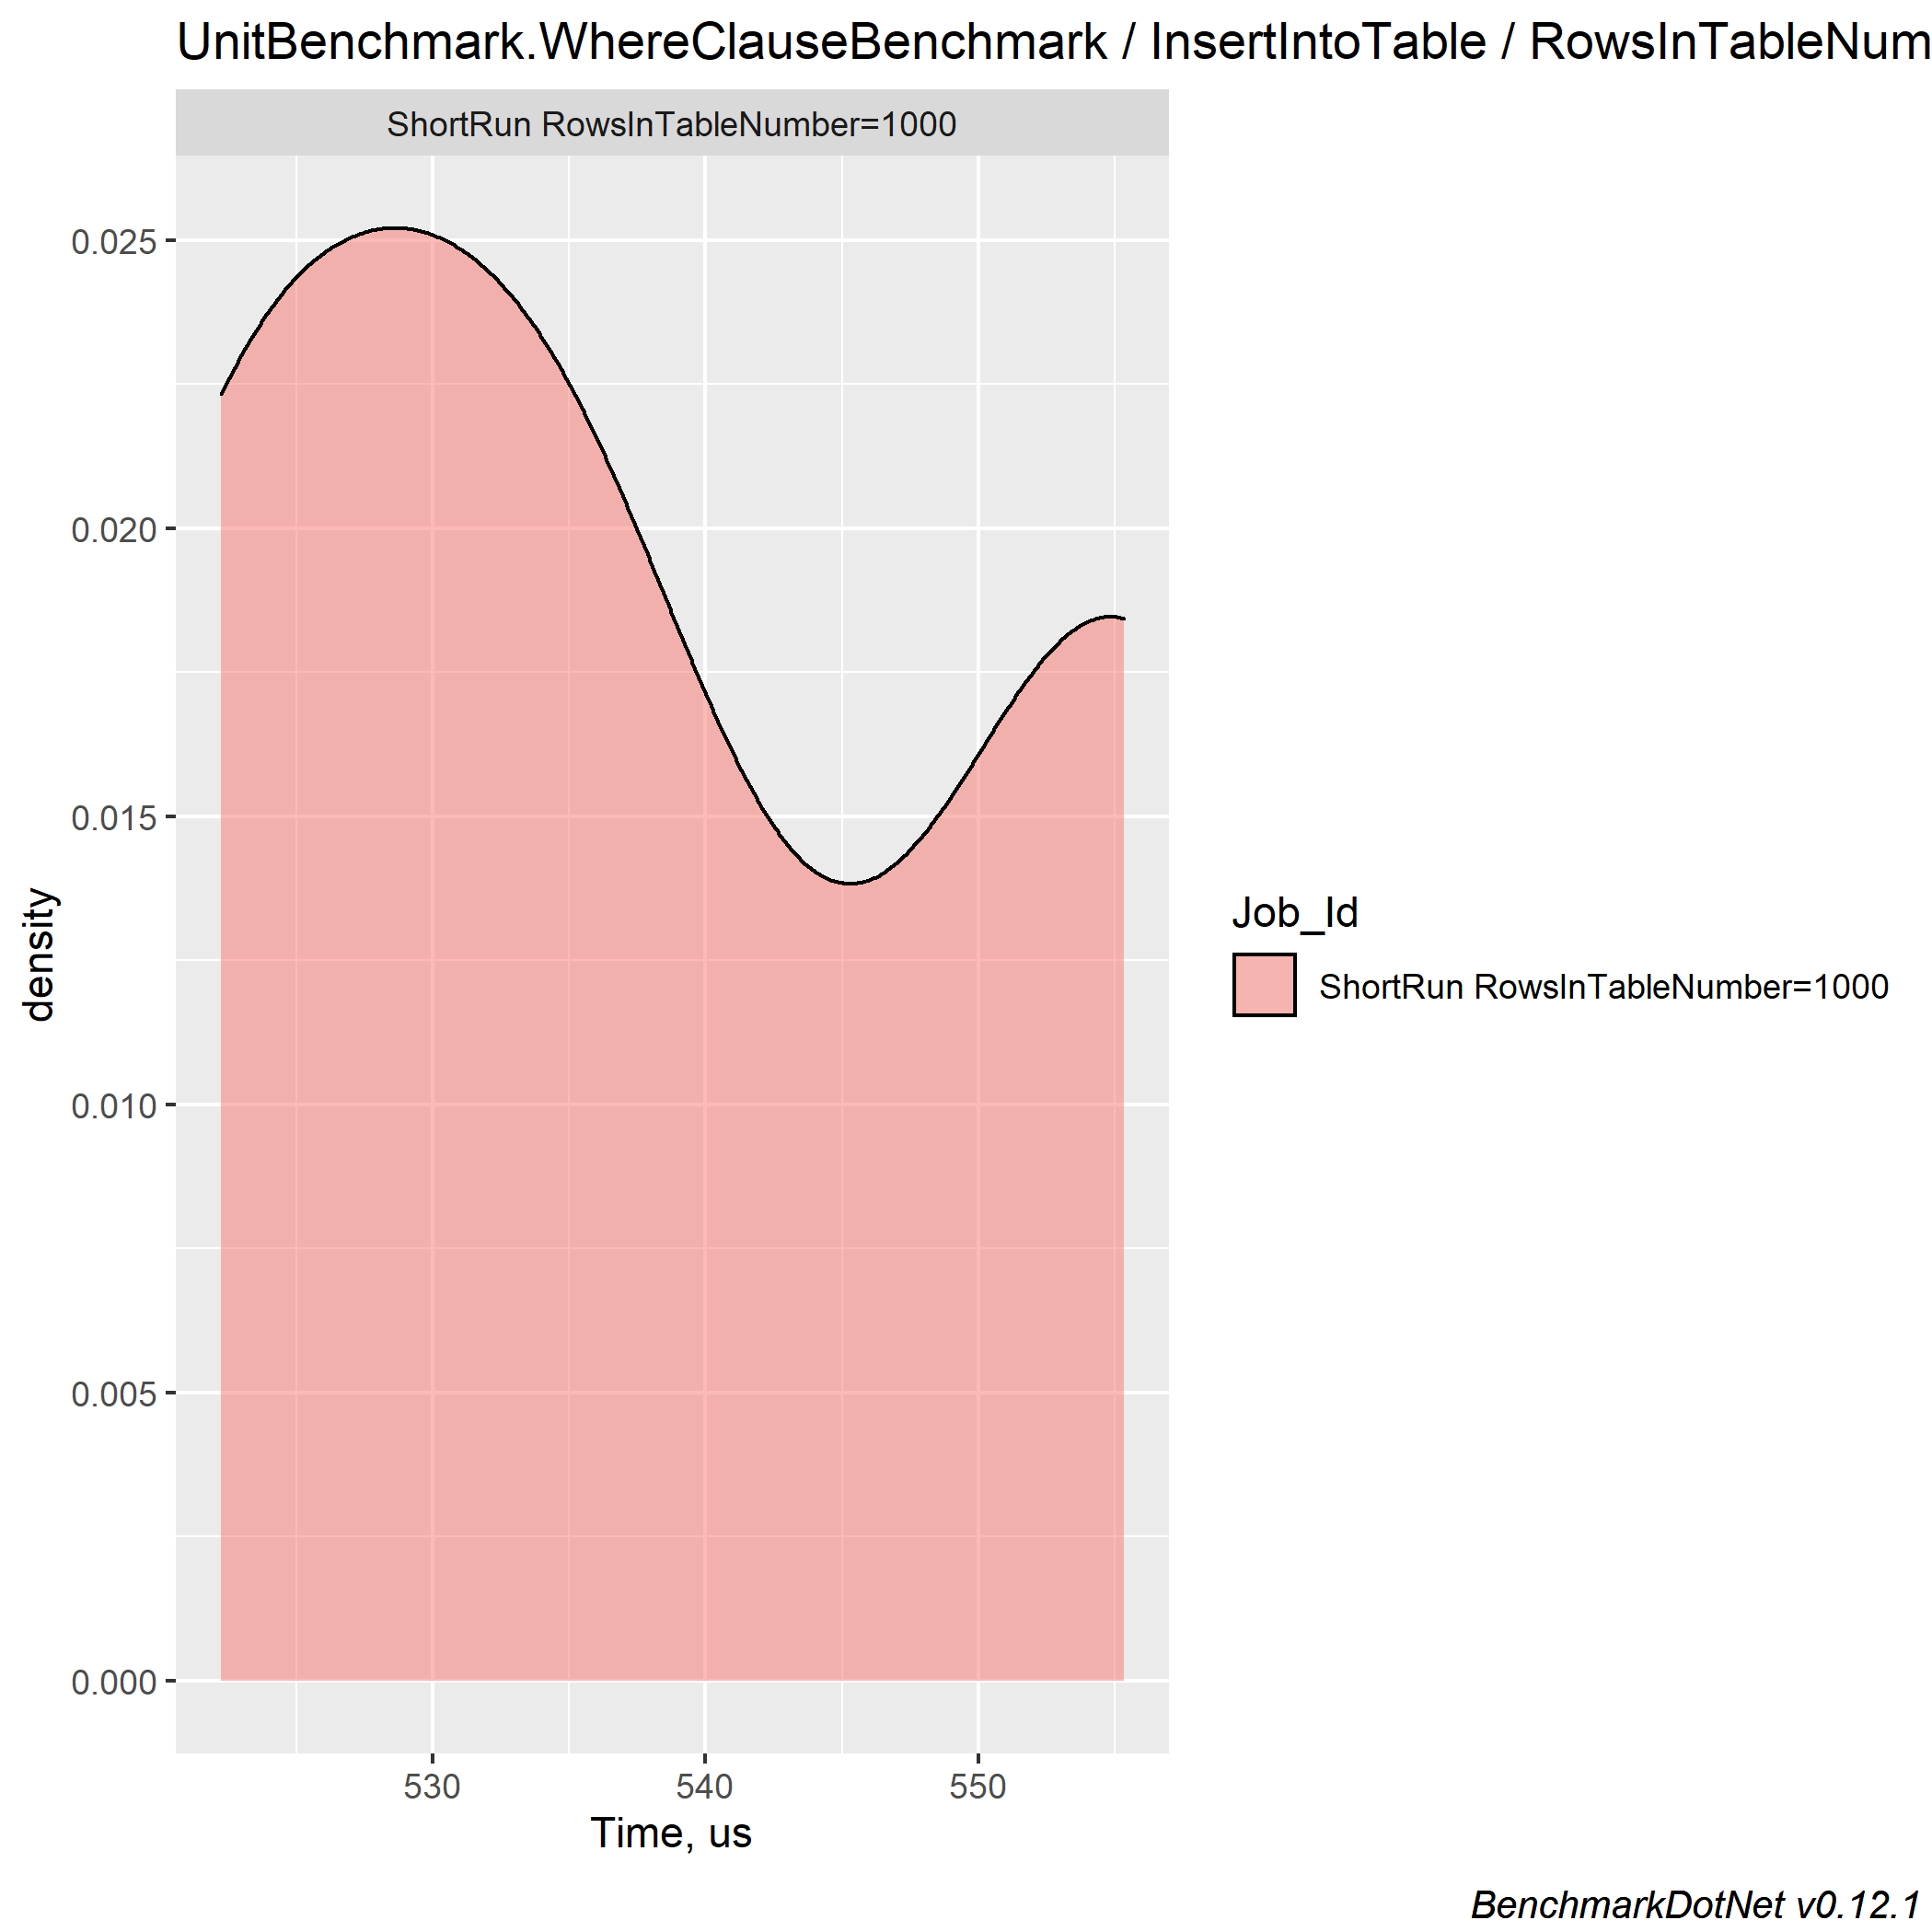 UnitBenchmark.WhereClauseBenchmark / InsertIntoTable / RowsInTableNum
ShortRun RowsInTableNumber=1000
0.025
0.020
0.015
0.010
0.005
0.000
density
530 540 550
Time, us
Job_Id
ShortRun RowsInTableNumber=1000
BenchmarkDotNet v0.12.1